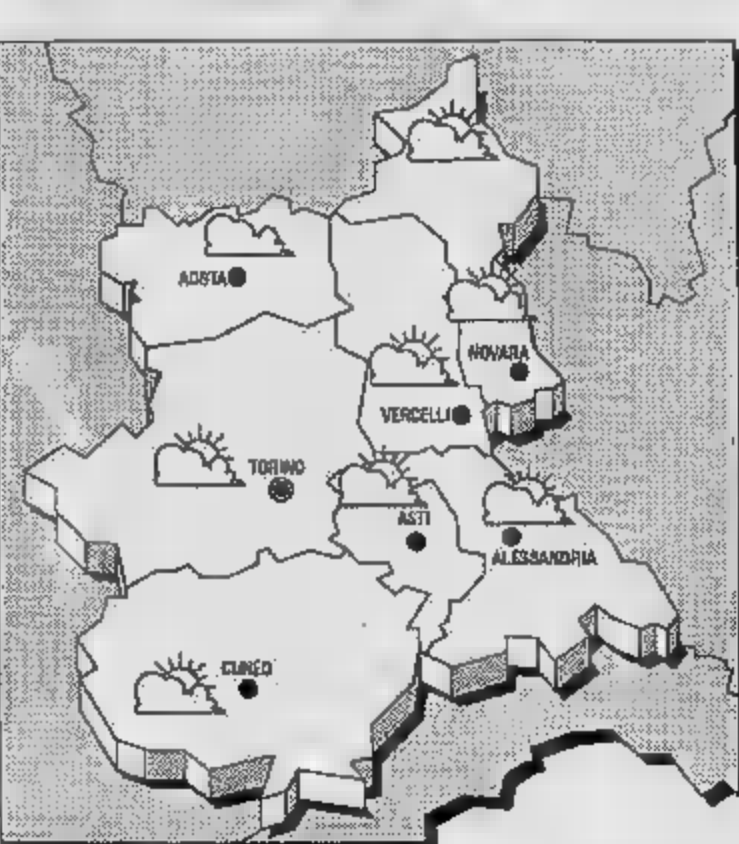 AOSTA
NOVARA
VERCELLI
TORINO
ASTI
ALESSANDRIA
CUNEO